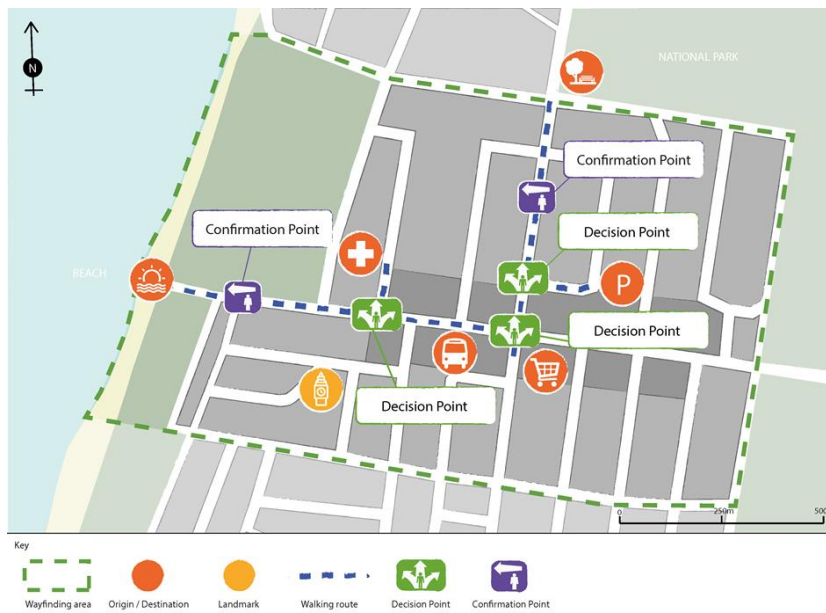 NATIONAL PARK
N
Confirmation Point
Confirmation Point
Decision Point
BEACH
P
Decision Point
Decision Point
0 250m 500
Key
Wayfinding area
Origin / Destination
Landmark
Walking route
Decision Point
Confirmation Point